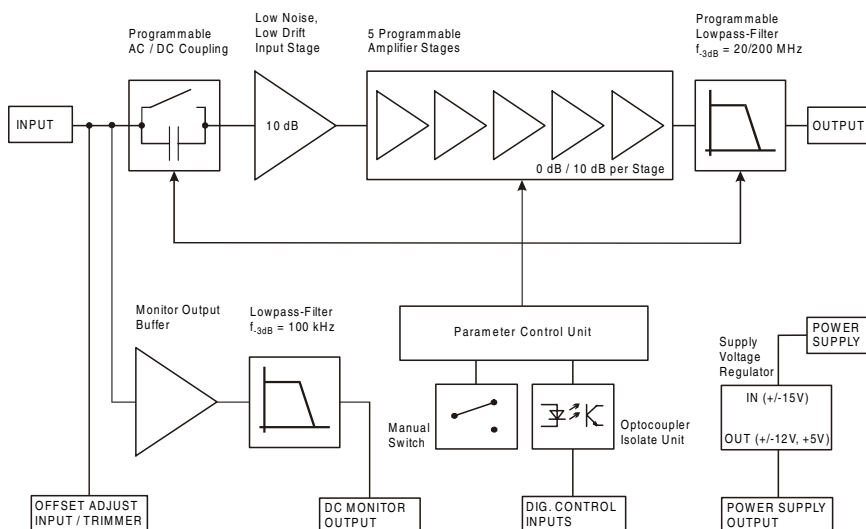 Programmable
AC / DC Coupling
Low Noise,
Low Drift
Input Stage
5 Programmable
Amplifier Stages
Programmable
Lowpass-Filter
f-3dB = 20/200 MHz
INPUT
10 dB
0 dB / 10 dB per Stage
OUTPUT
Monitor Output
Buffer
Lowpass-Filter
f-3dB = 100 kHz
Parameter Control Unit
Supply
Voltage
Regulator
POWER
SUPPLY
IN (+/-15V)
OUT (+/-12V, +5V)
Manual
Switch
Optocoupler
Isolate Unit
OFFSET ADJUST
INPUT / TRIMMER
DC MONITOR
OUTPUT
DIG. CONTROL
INPUTS
POWER SUPPLY
OUTPUT